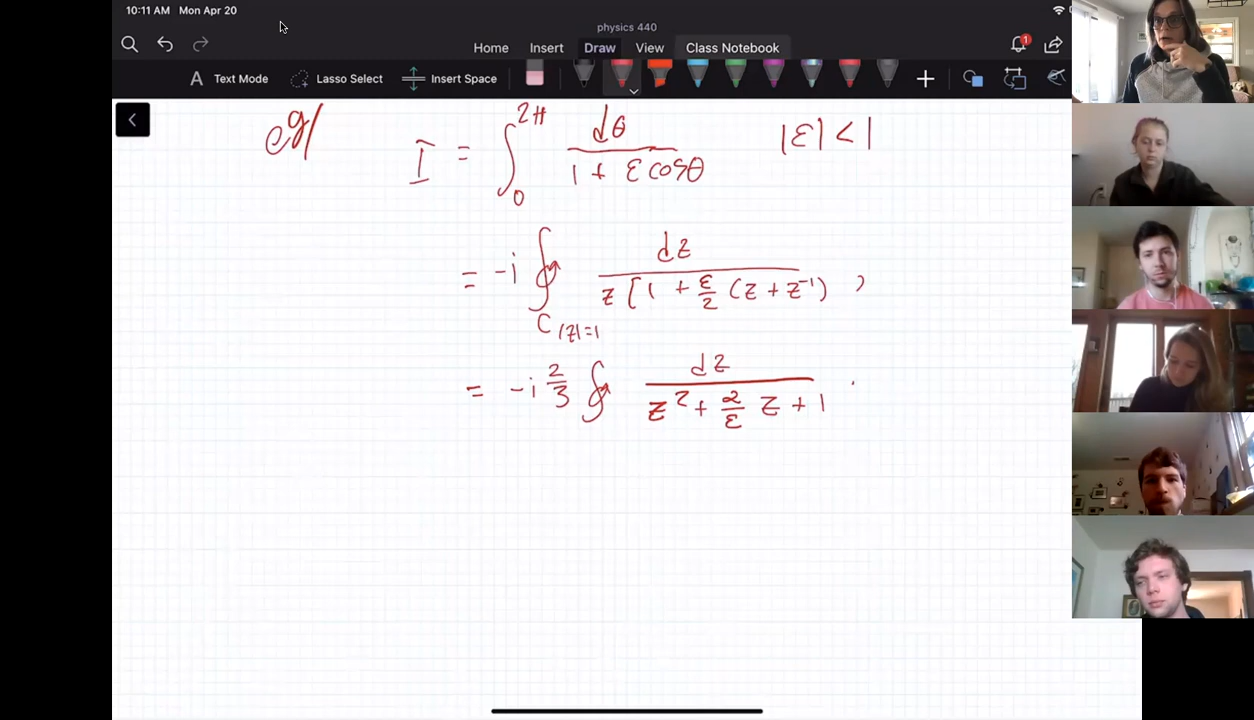 10:11 AM Mon Apr 20
physics 440
Home Insert Draw View Class Notebook
1
Text Mode Lasso Select Insert Space
eg/ I = ∫₀^2π dθ / (1 + ε cosθ) |ε| < 1
= -i ∮_C |z|=1 dz / z [1 + ε/2 (z + z⁻¹) ,
= -i 2/3 ∮ dz / z² + 2/ε z + 1 .